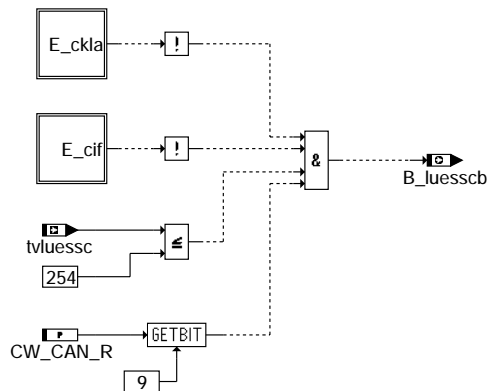 E_ckla
!
E_cif
!
&
B_luesscb
tvluessc
≤
254
P
GETBIT
CW_CAN_R
9